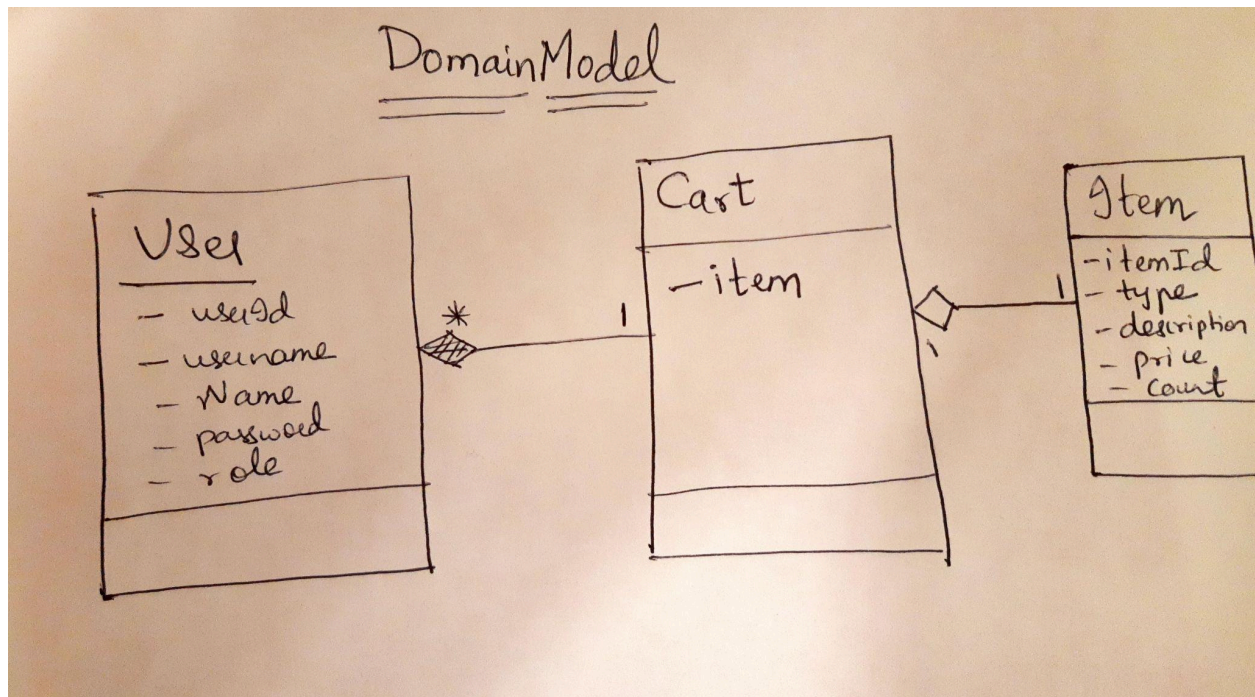 DomainModel
User
- userId
- username
- Name
- password
- role
*
1
Cart
- item
1
1
Item
- itemId
- type
- description
- price
- count